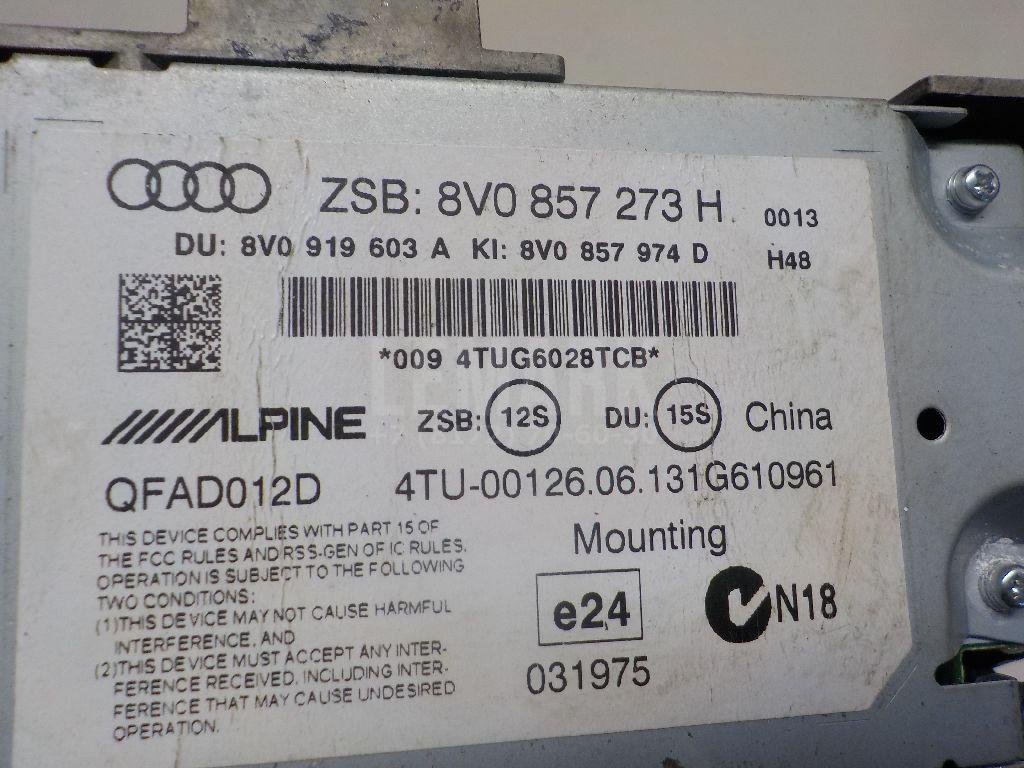 ZSB: 8V0 857 273 H 0013
DU: 8V0 919 603 A KI: 8V0 857 974 D H48
*009 4TUG6028TCB*
ALPINE ZSB: 12S DU: 15S China
QFAD012D 4TU-00126.06.131G610961
THIS DEVICE COMPLIES WITH PART 15 OF
THE FCC RULES AND RSS-GEN OF IC RULES.
OPERATION IS SUBJECT TO THE FOLLOWING
TWO CONDITIONS:
(1)THIS DEVICE MAY NOT CAUSE HARMFUL
INTERFERENCE, AND
(2)THIS DEVICE MUST ACCEPT ANY INTER-
FERENCE RECEIVED, INCLUDING INTER-
FERENCE THAT MAY CAUSE UNDESIRED
OPERATION.
Mounting
e24 N18
031975